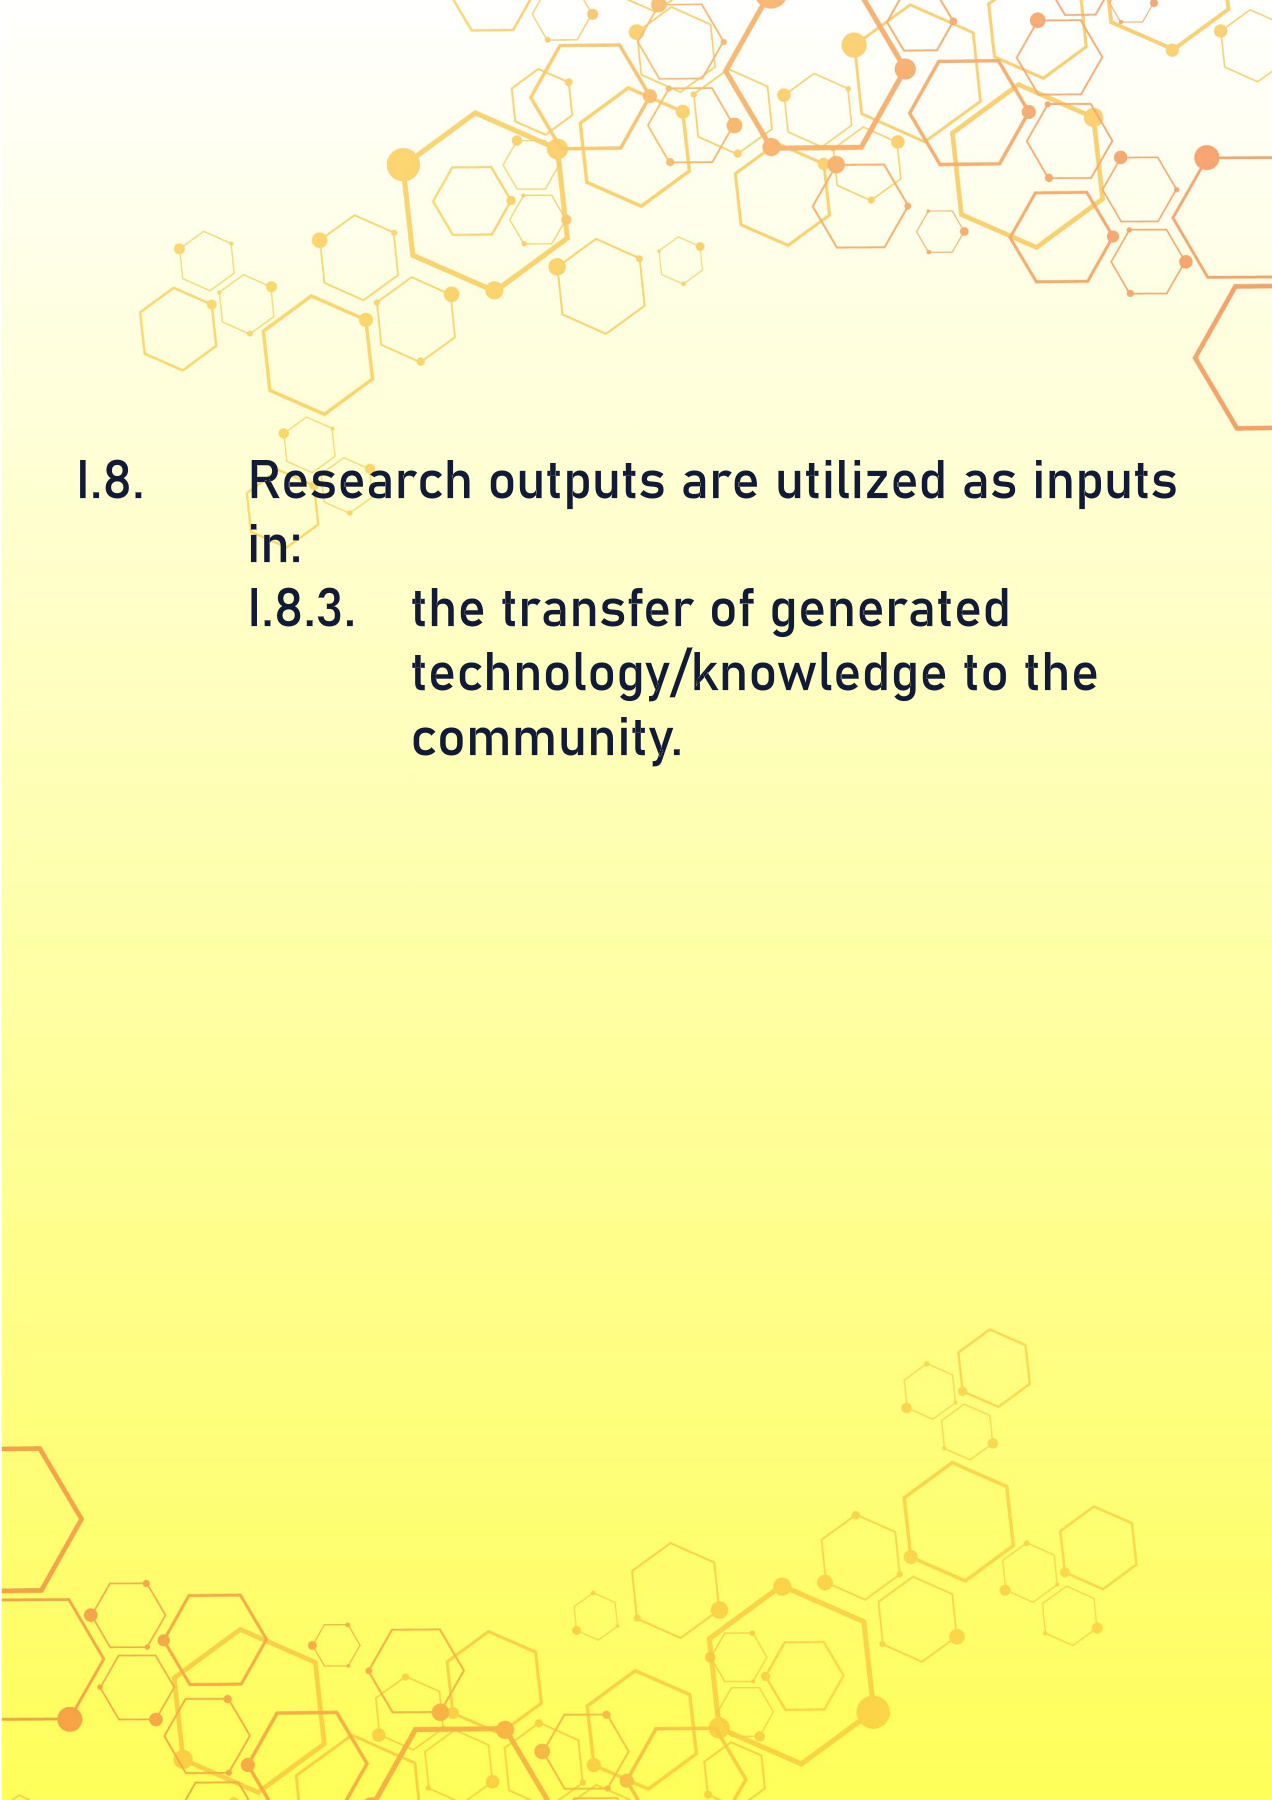 I.8. Research outputs are utilized as inputs
in:
I.8.3. the transfer of generated
technology/knowledge to the
community.